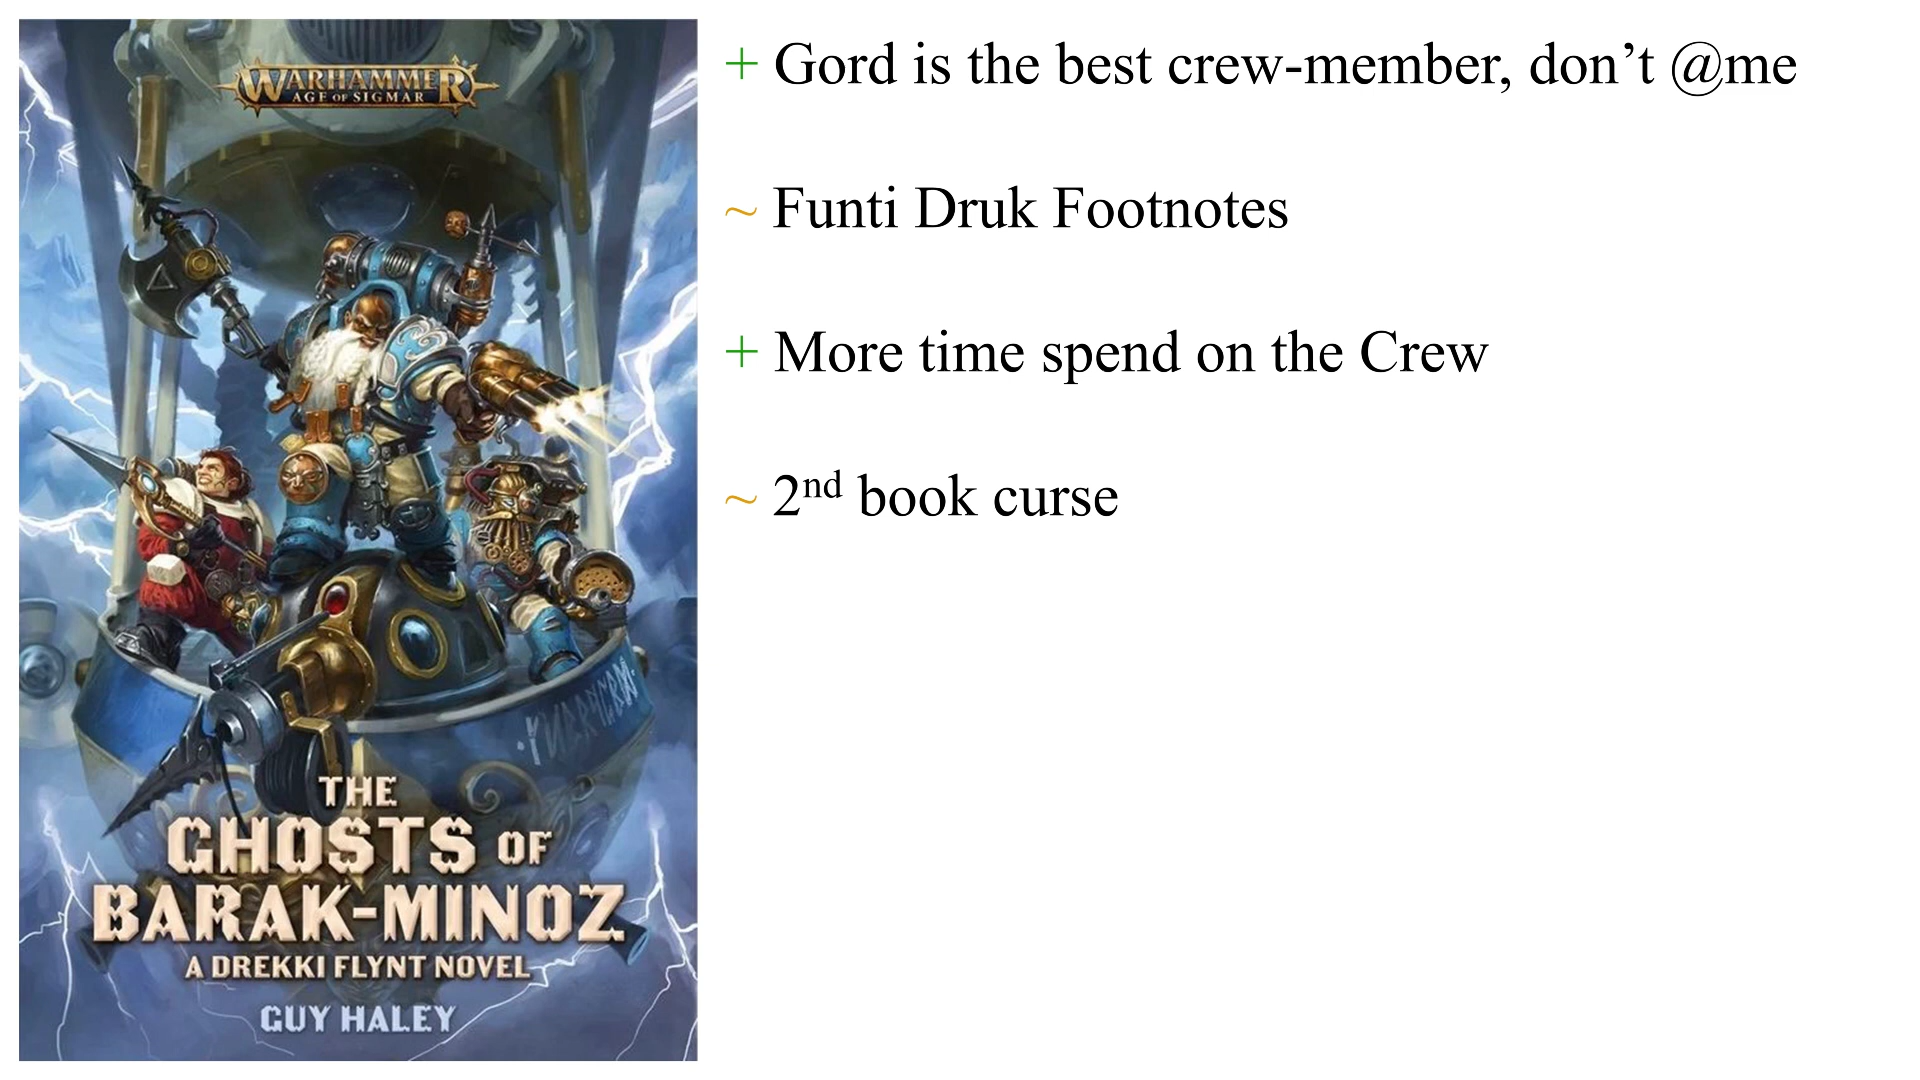 WARHAMMER
AGE OF SIGMAR
THE
GHOSTS OF
BARAK-MINOZ
A DREKKI FLYNT NOVEL
GUY HALEY
+ Gord is the best crew-member, don’t @me
~ Funti Druk Footnotes
+ More time spend on the Crew
~ 2nd book curse